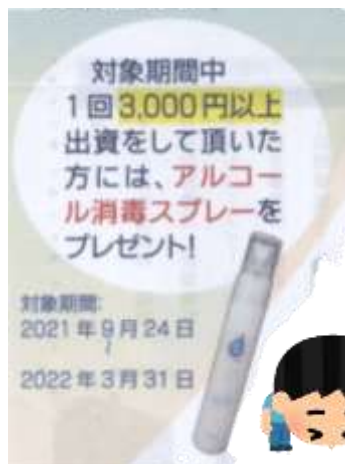 対象期間中
1回3,000円以上
出資をして頂いた
方には、アルコー
ル消毒スプレーを
プレゼント!
対象期間:
2021年9月24日
~
2022年3月31日